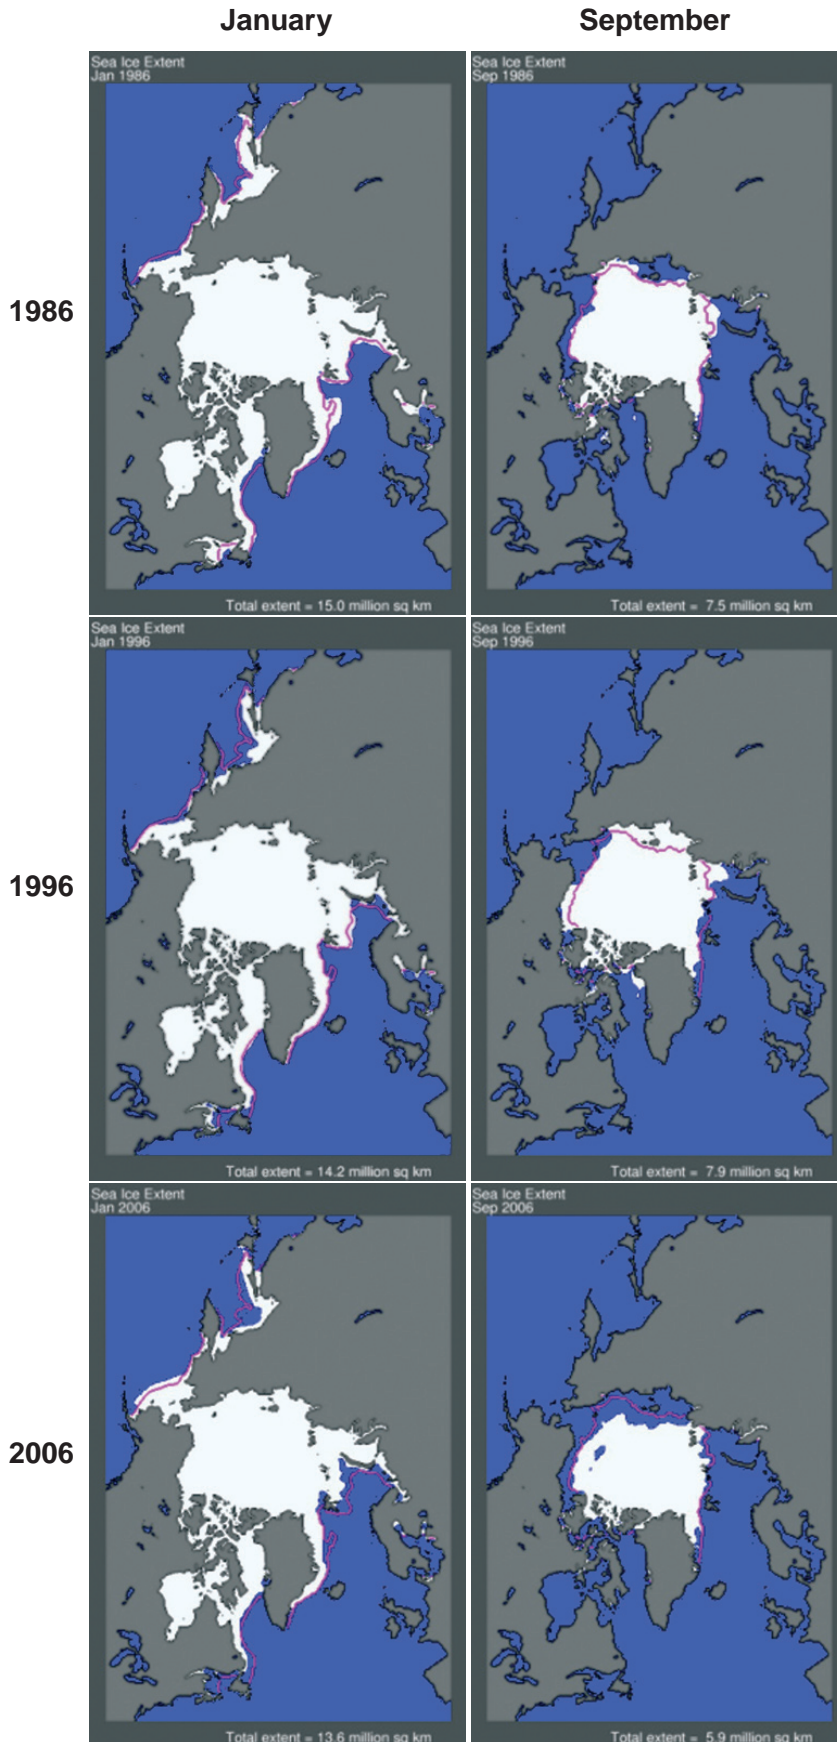 January
September
1986
Sea Ice Extent
Jan 1986
Total extent = 15.0 million sq km
Sea Ice Extent
Sep 1986
Total extent = 7.5 million sq km
1996
Sea Ice Extent
Jan 1996
Total extent = 14.2 million sq km
Sea Ice Extent
Sep 1996
Total extent = 7.9 million sq km
2006
Sea Ice Extent
Jan 2006
Total extent = 13.6 million sq km
Sea Ice Extent
Sep 2006
Total extent = 5.9 million sq km